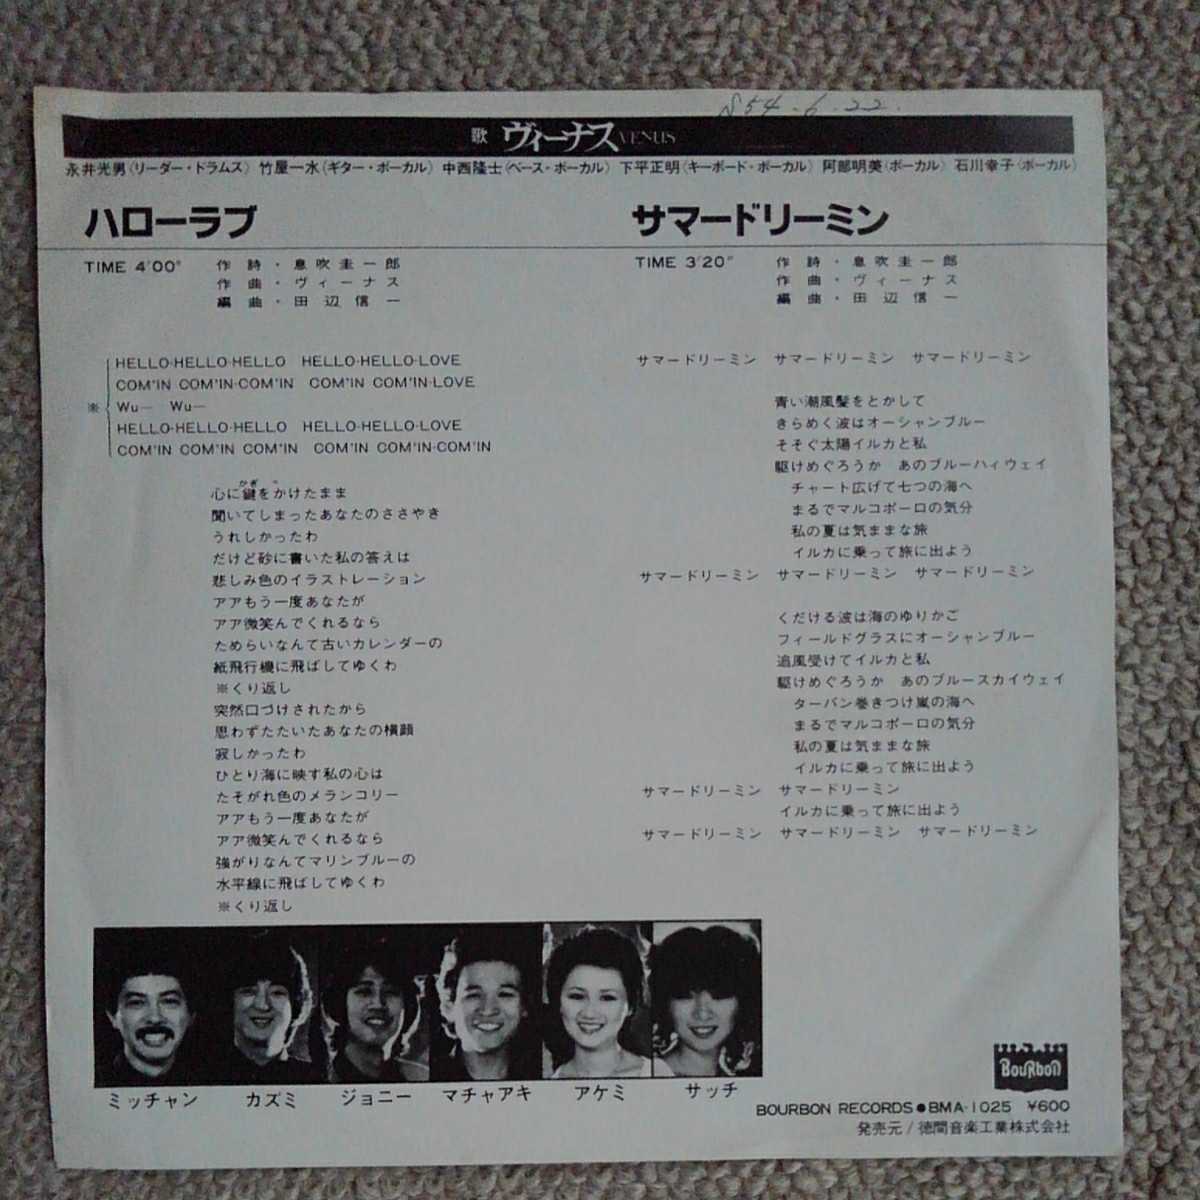 S54.6.22.
歌 ヴィーナス VENUS
永井光男(リーダー・ドラムス) 竹屋一水(ギター・ボーカル) 中西隆士(ベース・ボーカル) 下平正明(キーボード・ボーカル) 阿部明美(ボーカル) 石川幸子(ボーカル)
ハローラブ
TIME 4'00"
作詩・息吹圭一郎
作曲・ヴィーナス
編曲・田辺信一
HELLO・HELLO・HELLO HELLO・HELLO・LOVE
COM'IN COM'IN・COM'IN COM'IN COM'IN・LOVE
※ Wu— Wu—
HELLO・HELLO・HELLO HELLO・HELLO・LOVE
COM'IN COM'IN COM'IN COM'IN COM'IN・COM'IN
心に鍵をかけたまま
聞いてしまったあなたのささやき
うれしかったわ
だけど砂に書いた私の答えは
悲しみ色のイラストレーション
アアもう一度あなたが
アア微笑んでくれるなら
ためらいなんて古いカレンダーの
紙飛行機に飛ばしてゆくわ
※くり返し
突然口づけされたから
思わずたたいたあなたの横顔
寂しかったわ
ひとり海に映す私の心は
たそがれ色のメランコリー
アアもう一度あなたが
アア微笑んでくれるなら
強がりなんてマリンブルーの
水平線に飛ばしてゆくわ
※くり返し
サマードリーミン
TIME 3'20"
作詩・息吹圭一郎
作曲・ヴィーナス
編曲・田辺信一
サマードリーミン サマードリーミン サマードリーミン
青い潮風髪をとかして
きらめく波はオーシャンブルー
そそぐ太陽イルカと私
駆けめぐろうか あのブルーハィウェイ
チャート広げて七つの海へ
まるでマルコポーロの気分
私の夏は気ままな旅
イルカに乗って旅に出よう
サマードリーミン サマードリーミン サマードリーミン
くだける波は海のゆりかご
フィールドグラスにオーシャンブルー
追風受けてイルカと私
駆けめぐろうか あのブルースカイウェイ
ターバン巻きつけ嵐の海へ
まるでマルコポーロの気分
私の夏は気ままな旅
イルカに乗って旅に出よう
サマードリーミン サマードリーミン
イルカに乗って旅に出よう
サマードリーミン サマードリーミン サマードリーミン
ミッチャン カズミ ジョニー マチャアキ アケミ サッチ
BOURBON
BOURBON RECORDS●BMA-1025 ¥600
発売元/徳間音楽工業株式会社